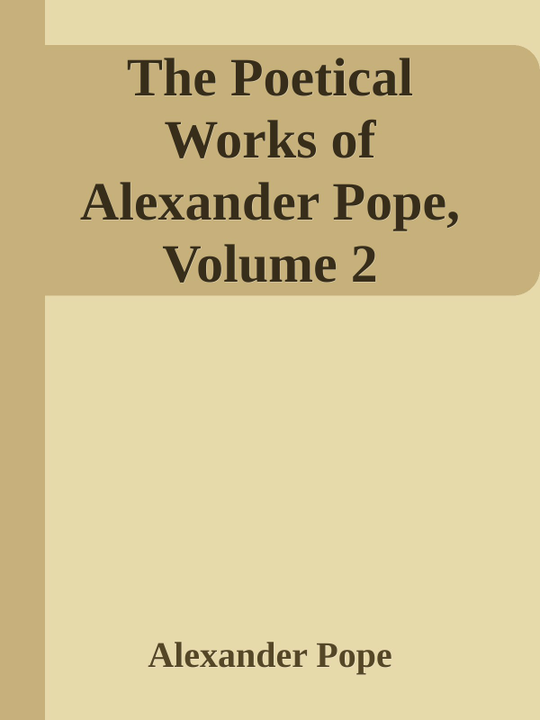 The Poetical
Works of
Alexander Pope,
Volume 2
Alexander Pope